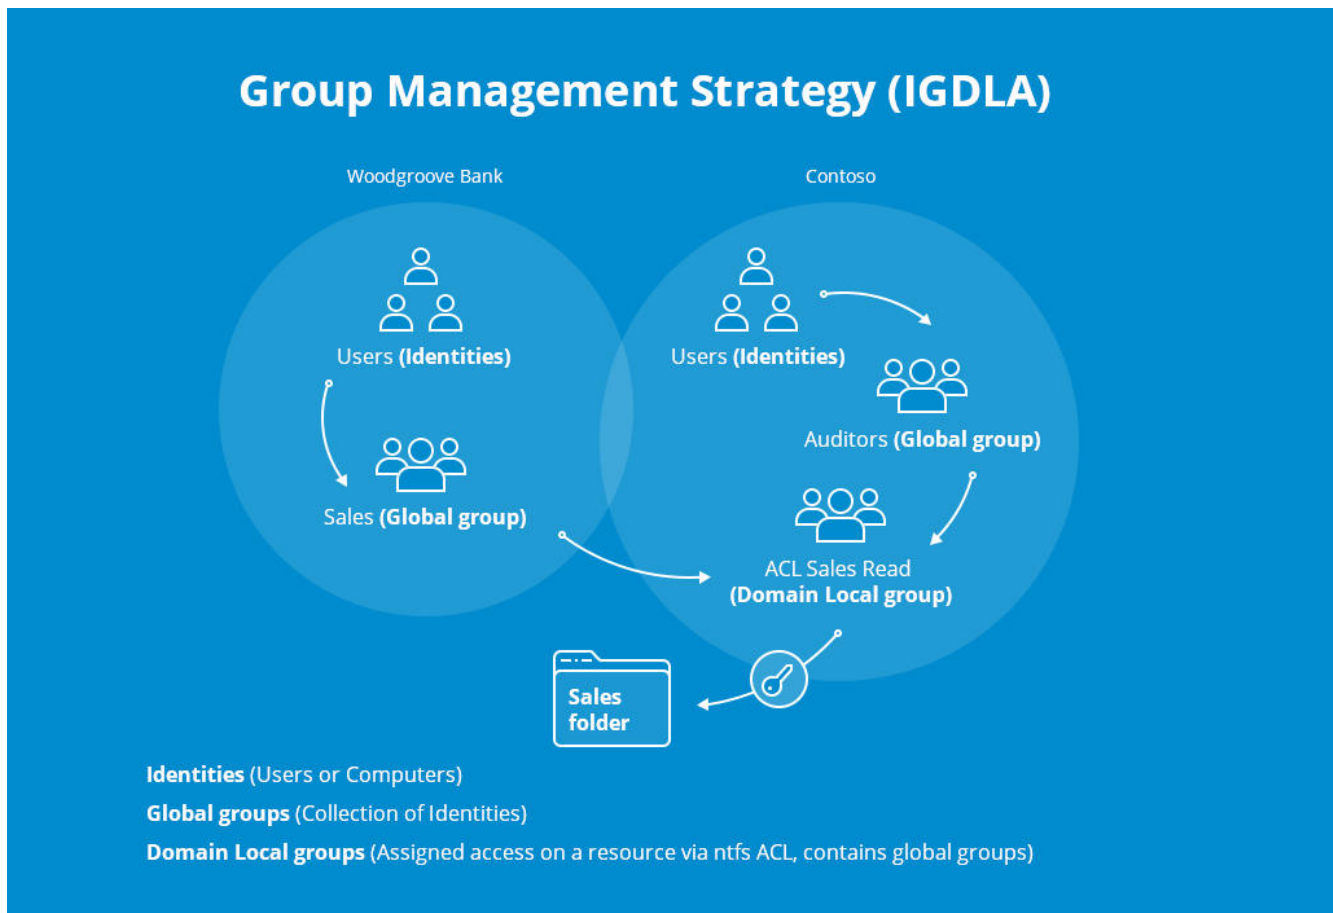 Group Management Strategy (IGDLA)
Woodgroove Bank
Contoso
Users (Identities)
Users (Identities)
Auditors (Global group)
Sales (Global group)
ACL Sales Read
(Domain Local group)
Sales
folder
Identities (Users or Computers)
Global groups (Collection of Identities)
Domain Local groups (Assigned access on a resource via ntfs ACL, contains global groups)